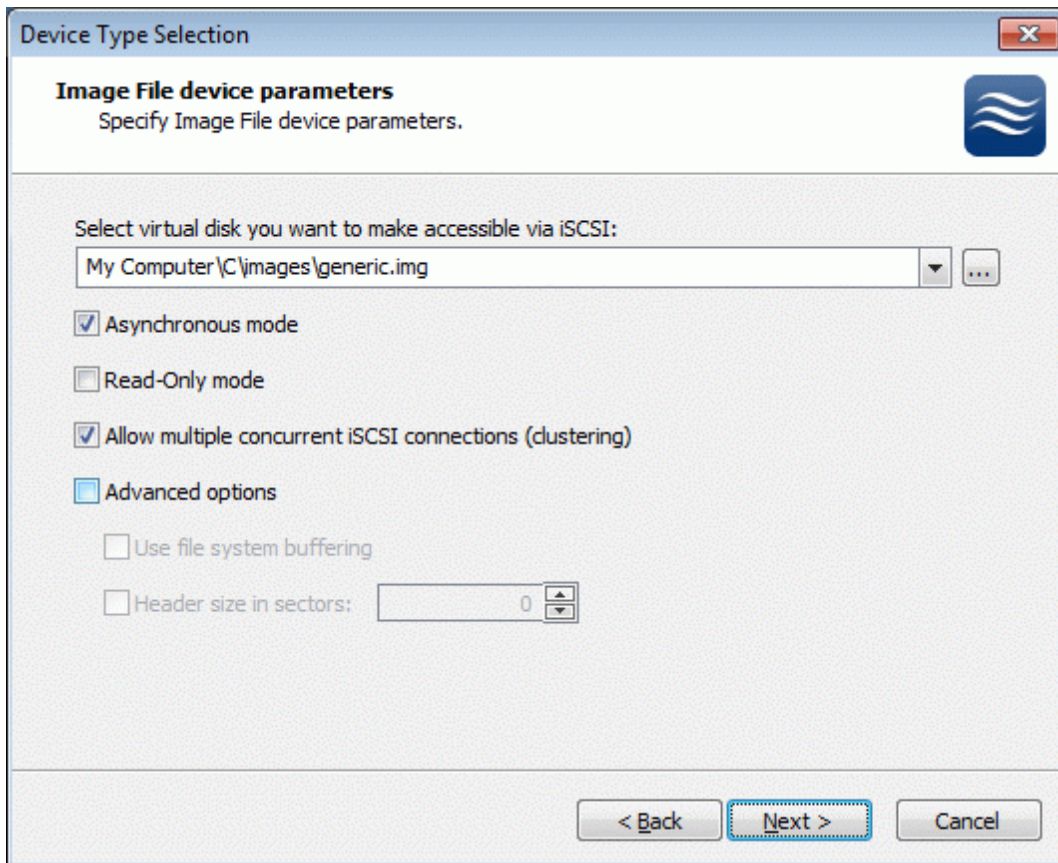 Device Type Selection
Image File device parameters
Specify Image File device parameters.
Select virtual disk you want to make accessible via iSCSI:
My Computer\C\images\generic.img
...
Asynchronous mode
Read-Only mode
Allow multiple concurrent iSCSI connections (clustering)
Advanced options
Use file system buffering
Header size in sectors: 0
< Back Next > Cancel